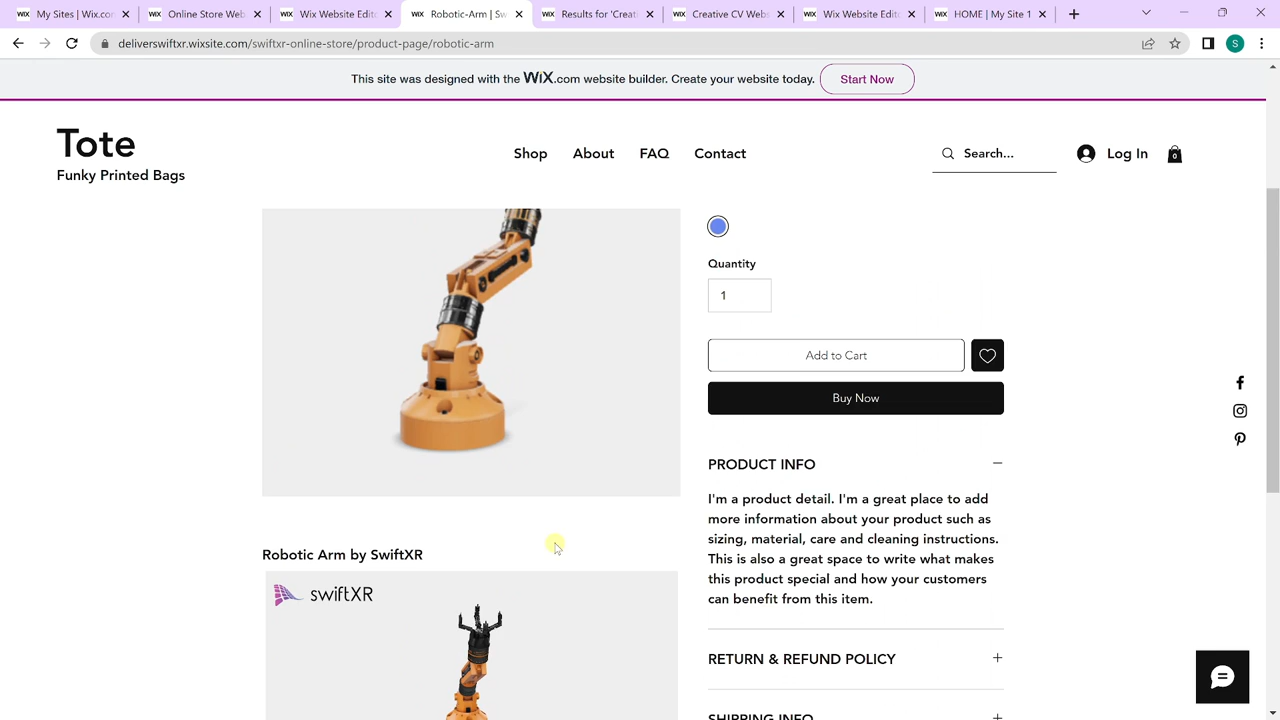 My Sites | Wix.c
Online Store Web
Wix Website Edit
Robotic-Arm | Sw
Results for 'Creat
Creative CV Webs
Wix Website Edit
HOME | My Site 1
deliverswiftxr.wixsite.com/swiftxr-online-store/product-page/robotic-arm
S
This site was designed with the WiX.com website builder. Create your website today.
Start Now
Tote
Funky Printed Bags
Shop
About
FAQ
Contact
Search...
Log In
0
Quantity
1
Add to Cart
Buy Now
PRODUCT INFO
I'm a product detail. I'm a great place to add
more information about your product such as
sizing, material, care and cleaning instructions.
This is also a great space to write what makes
this product special and how your customers
can benefit from this item.
Robotic Arm by SwiftXR
swiftXR
RETURN & REFUND POLICY
SHIPPING INFO